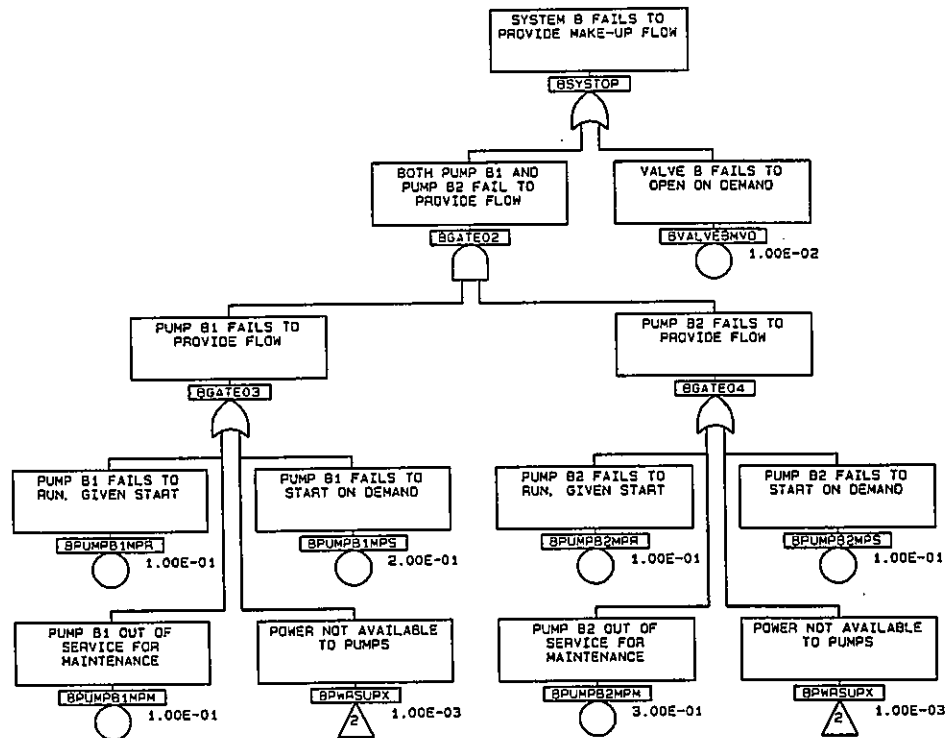 SYSTEM B FAILS TO
PROVIDE MAKE-UP FLOW
BSYSTOP
BOTH PUMP B1 AND
PUMP B2 FAIL TO
PROVIDE FLOW
BGATE02
VALVE B FAILS TO
OPEN ON DEMAND
BVALVEBMVO
1.00E-02
PUMP B1 FAILS TO
PROVIDE FLOW
BGATE03
PUMP B2 FAILS TO
PROVIDE FLOW
BGATE04
PUMP B1 FAILS TO
RUN, GIVEN START
BPUMPB1MPR
1.00E-01
PUMP B1 FAILS TO
START ON DEMAND
BPUMPB1MPS
2.00E-01
PUMP B2 FAILS TO
RUN, GIVEN START
BPUMPB2MPR
1.00E-01
PUMP B2 FAILS TO
START ON DEMAND
BPUMPB2MPS
1.00E-01
PUMP B1 OUT OF
SERVICE FOR
MAINTENANCE
BPUMPB1MPM
1.00E-01
POWER NOT AVAILABLE
TO PUMPS
BPWRSUPX
2
1.00E-03
PUMP B2 OUT OF
SERVICE FOR
MAINTENANCE
BPUMPB2MPM
3.00E-01
POWER NOT AVAILABLE
TO PUMPS
BPWRSUPX
2
1.00E-03